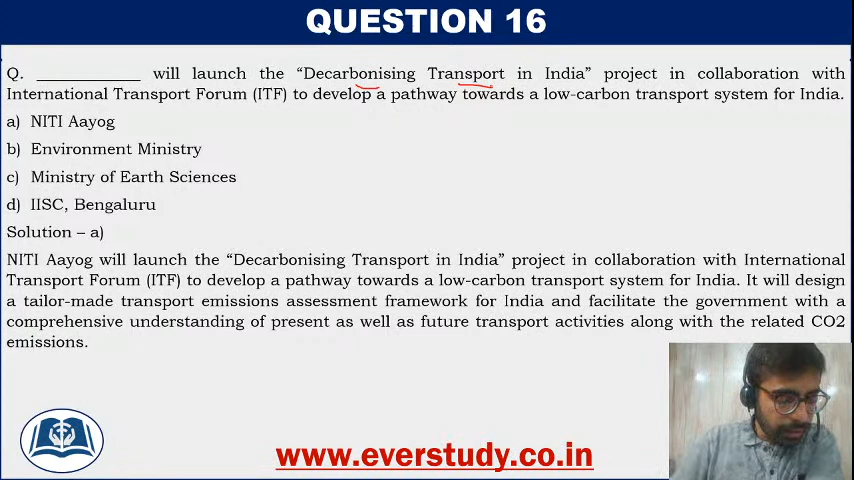 QUESTION 16
Q. ____________ will launch the “Decarbonising Transport in India” project in collaboration with
International Transport Forum (ITF) to develop a pathway towards a low-carbon transport system for India.
a) NITI Aayog
b) Environment Ministry
c) Ministry of Earth Sciences
d) IISC, Bengaluru
Solution – a)
NITI Aayog will launch the “Decarbonising Transport in India” project in collaboration with International
Transport Forum (ITF) to develop a pathway towards a low-carbon transport system for India. It will design
a tailor-made transport emissions assessment framework for India and facilitate the government with a
comprehensive understanding of present as well as future transport activities along with the related CO2
emissions.
www.everstudy.co.in